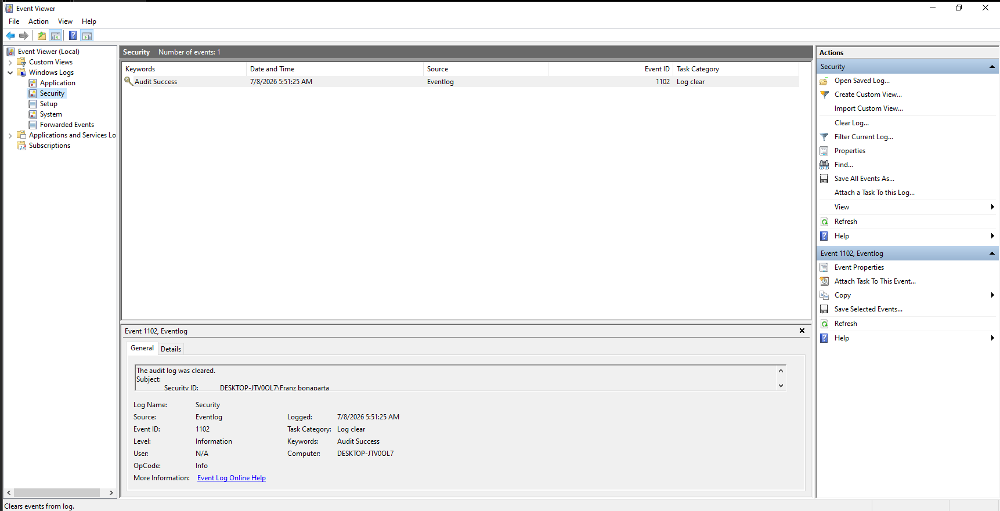 Event Viewer
File Action View Help
Event Viewer (Local)
Custom Views
Windows Logs
Application
Security
Setup
System
Forwarded Events
Applications and Services Lo
Subscriptions
Security Number of events: 1
Keywords Date and Time Source Event ID Task Category
Audit Success 7/8/2026 5:51:25 AM Eventlog 1102 Log clear
Event 1102, Eventlog
General Details
The audit log was cleared.
Subject:
Security ID: DESKTOP-JTV0OL7\Franz bonaparta
Log Name: Security
Source: Eventlog Logged: 7/8/2026 5:51:25 AM
Event ID: 1102 Task Category: Log clear
Level: Information Keywords: Audit Success
User: N/A Computer: DESKTOP-JTV0OL7
OpCode: Info
More Information: Event Log Online Help
Actions
Security
Open Saved Log...
Create Custom View...
Import Custom View...
Clear Log...
Filter Current Log...
Properties
Find...
Save All Events As...
Attach a Task To this Log...
View
Refresh
Help
Event 1102, Eventlog
Event Properties
Attach Task To This Event...
Copy
Save Selected Events...
Refresh
Help
Clears events from log.